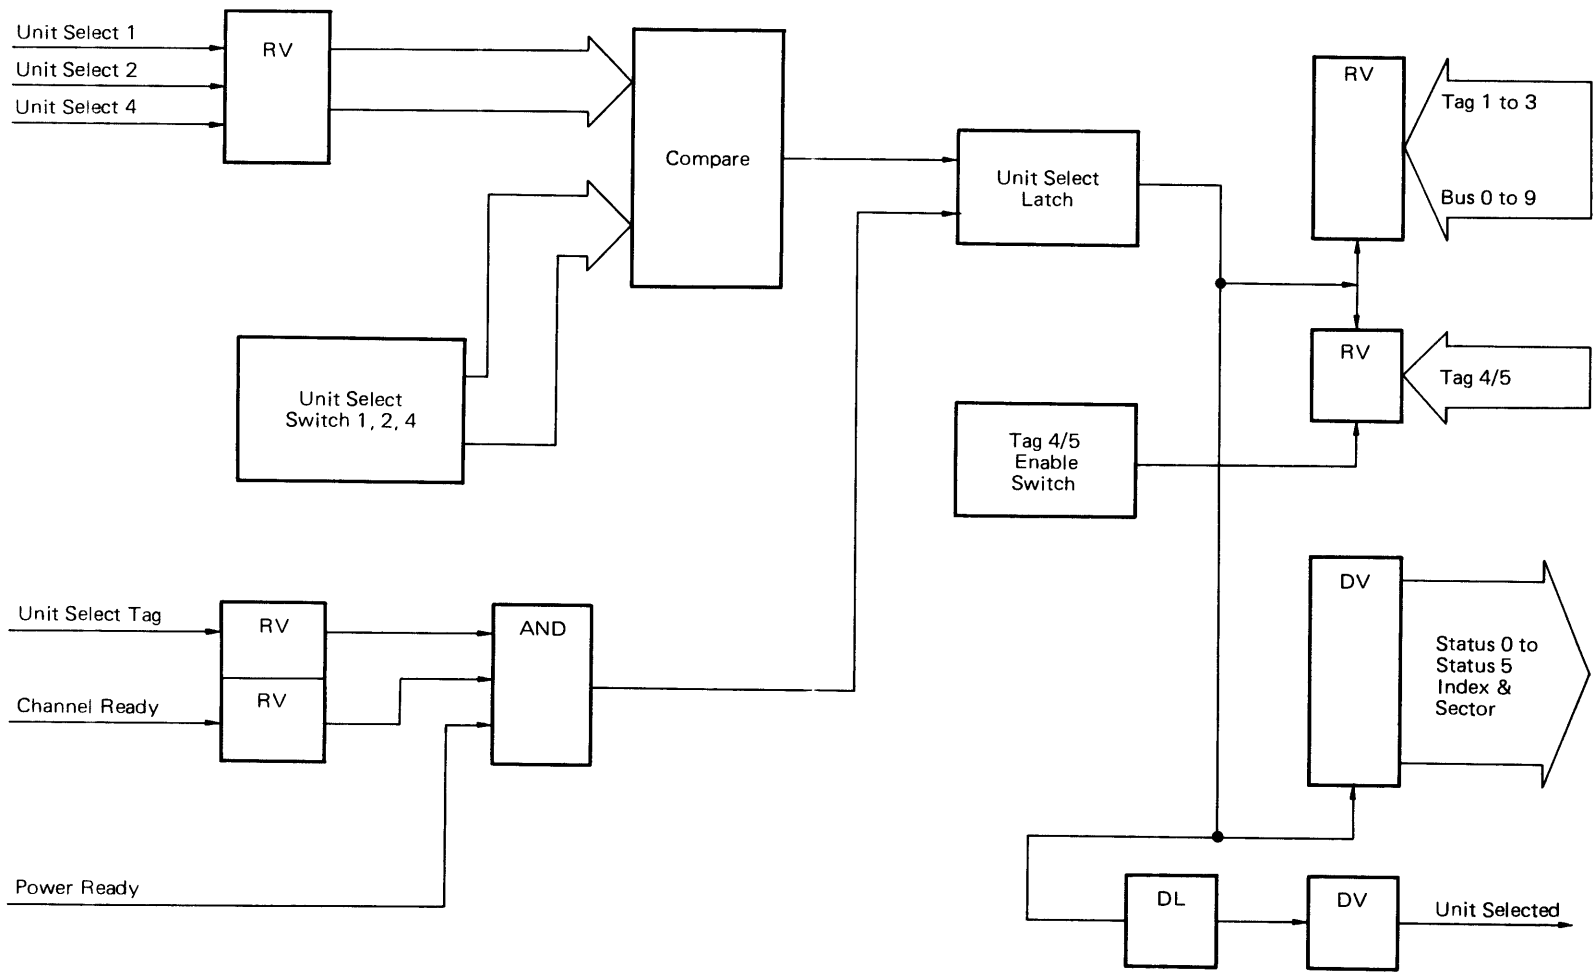 Unit Select 1
Unit Select 2
Unit Select 4
RV
Compare
Unit Select
Switch 1, 2, 4
Unit Select
Latch
RV
Tag 1 to 3
Bus 0 to 9
RV
Tag 4/5
Tag 4/5
Enable
Switch
Unit Select Tag
Channel Ready
Power Ready
RV
RV
AND
DV
Status 0 to
Status 5
Index &
Sector
DL
DV
Unit Selected